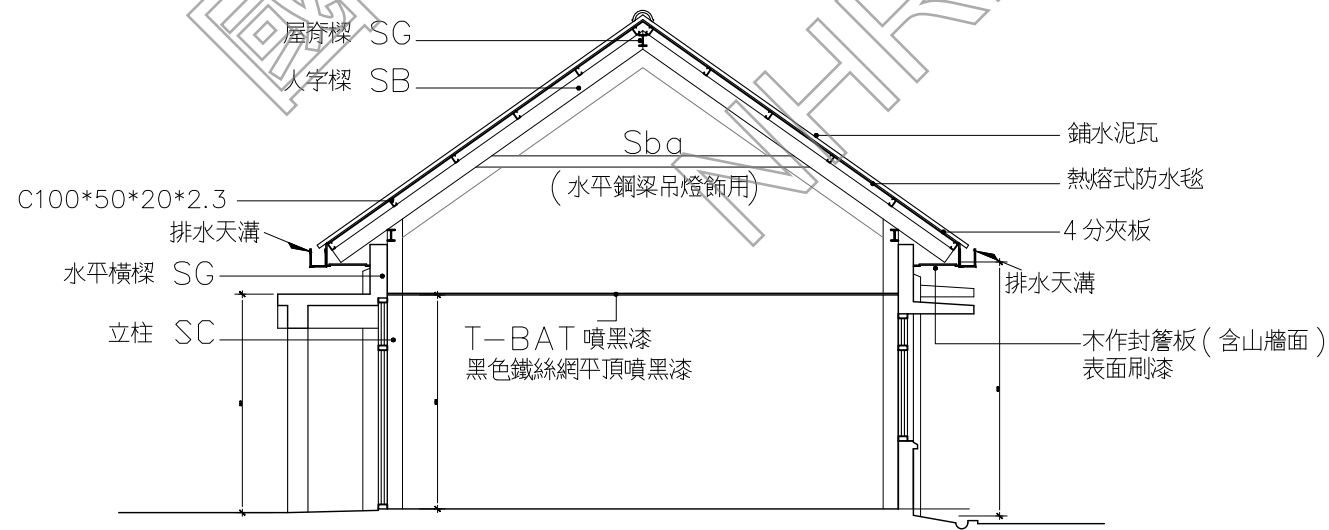 屋脊樑 SG
人字樑 SB
Sba
(水平鋼梁吊燈飾用)
鋪水泥瓦
熱熔式防水毯
4分夾板
C100*50*20*2.3
排水天溝
水平橫樑 SG
立柱 SC
排水天溝
T-BAT 噴黑漆
黑色鐵絲網平頂噴黑漆
木作封簷板(含山牆面)
表面刷漆
國
NHR